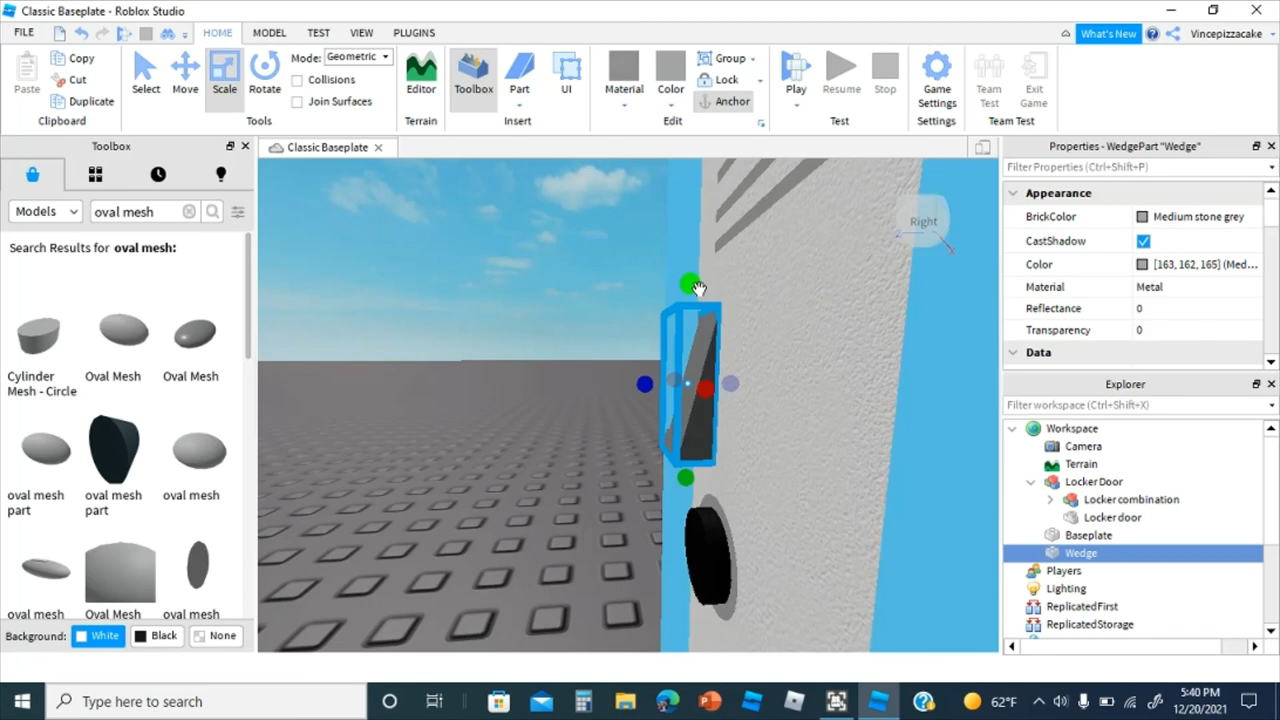 Classic Baseplate - Roblox Studio
FILE HOME MODEL TEST VIEW PLUGINS What's New Vincepizzacake
Paste Copy Cut Duplicate Select Move Scale Rotate Mode: Geometric Collisions Join Surfaces Editor Toolbox Part UI Material Color Group Lock Anchor Play Resume Stop Game Settings Team Test Exit Game
Clipboard Tools Terrain Insert Edit Test Settings Team Test
Toolbox
Models oval mesh
Search Results for oval mesh:
Cylinder Mesh - Circle
Oval Mesh
Oval Mesh
oval mesh part
oval mesh part
oval mesh
oval mesh
Oval Mesh
oval mesh
Background: White Black None
Classic Baseplate
Right
Properties - WedgePart "Wedge"
Filter Properties (Ctrl+Shift+P)
Appearance
BrickColor Medium stone grey
CastShadow
Color [163, 162, 165] (Med...
Material Metal
Reflectance 0
Transparency 0
Data
Explorer
Filter workspace (Ctrl+Shift+X)
Workspace
Camera
Terrain
Locker Door
Locker combination
Locker door
Baseplate
Wedge
Players
Lighting
ReplicatedFirst
ReplicatedStorage
Type here to search
62°F
5:40 PM
12/20/2021